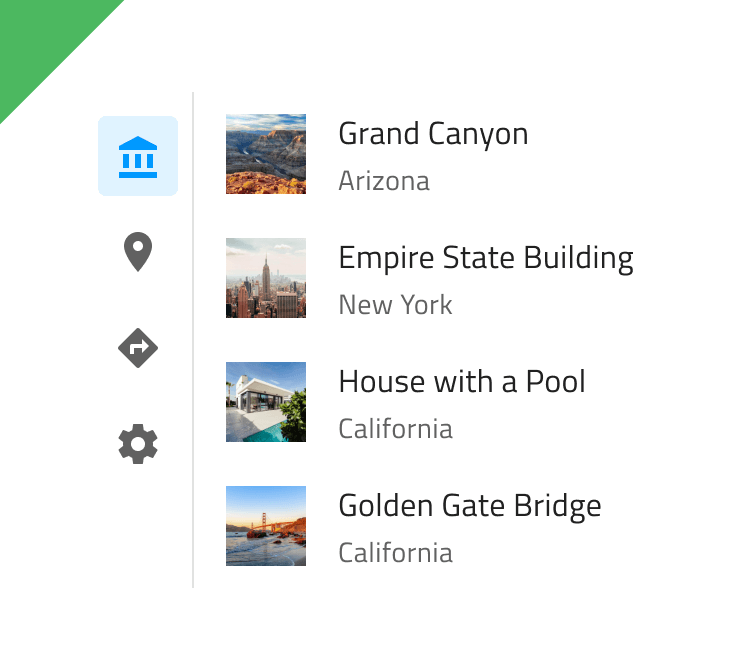 Grand Canyon
Arizona
Empire State Building
New York
House with a Pool
California
Golden Gate Bridge
California